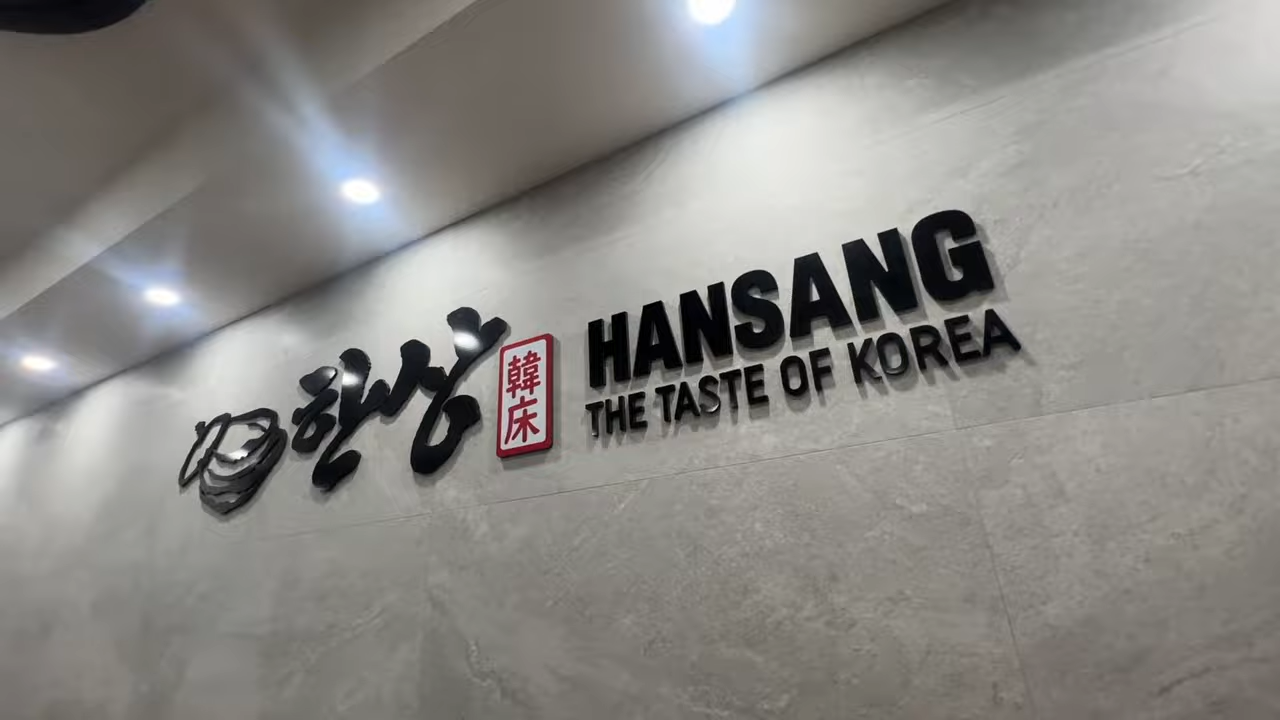 한상
韓床
HANSANG
THE TASTE OF KOREA